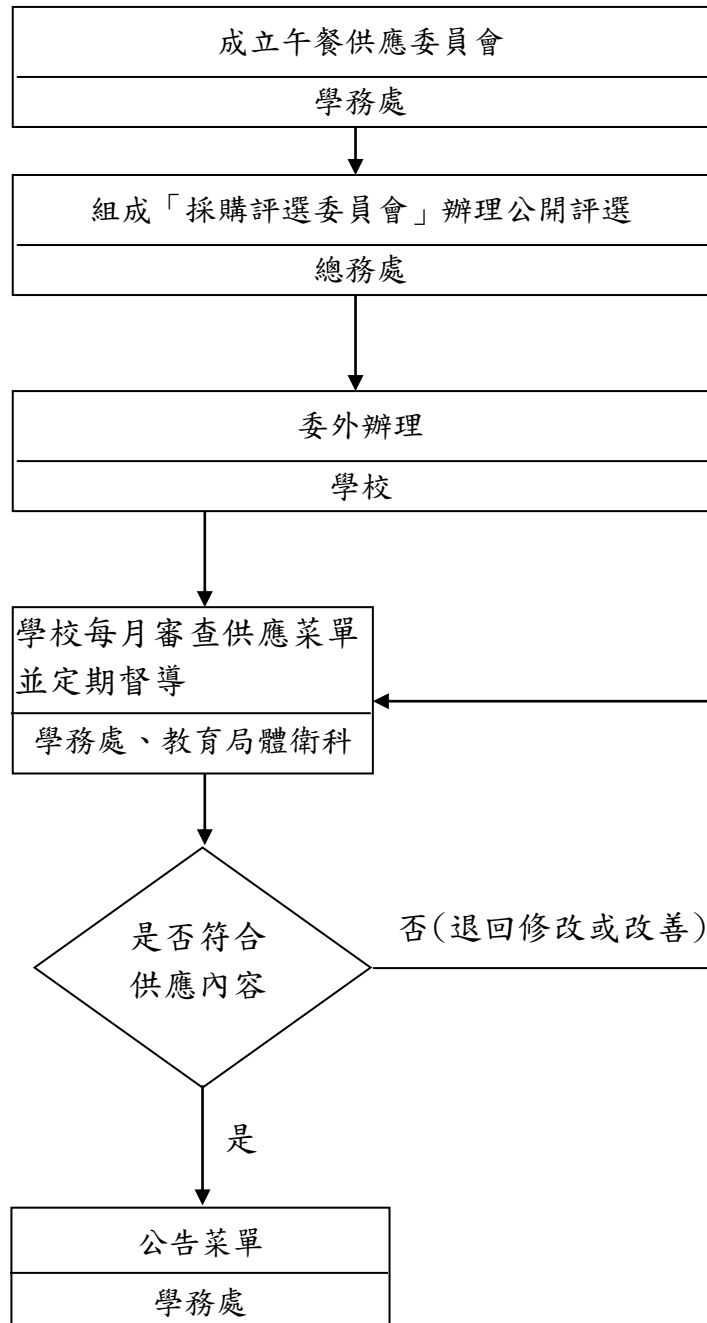 成立午餐供應委員會
學務處
組成「採購評選委員會」辦理公開評選
總務處
委外辦理
學校
學校每月審查供應菜單
並定期督導
學務處、教育局體衛科
是否符合
供應內容
否(退回修改或改善)
是
公告菜單
學務處